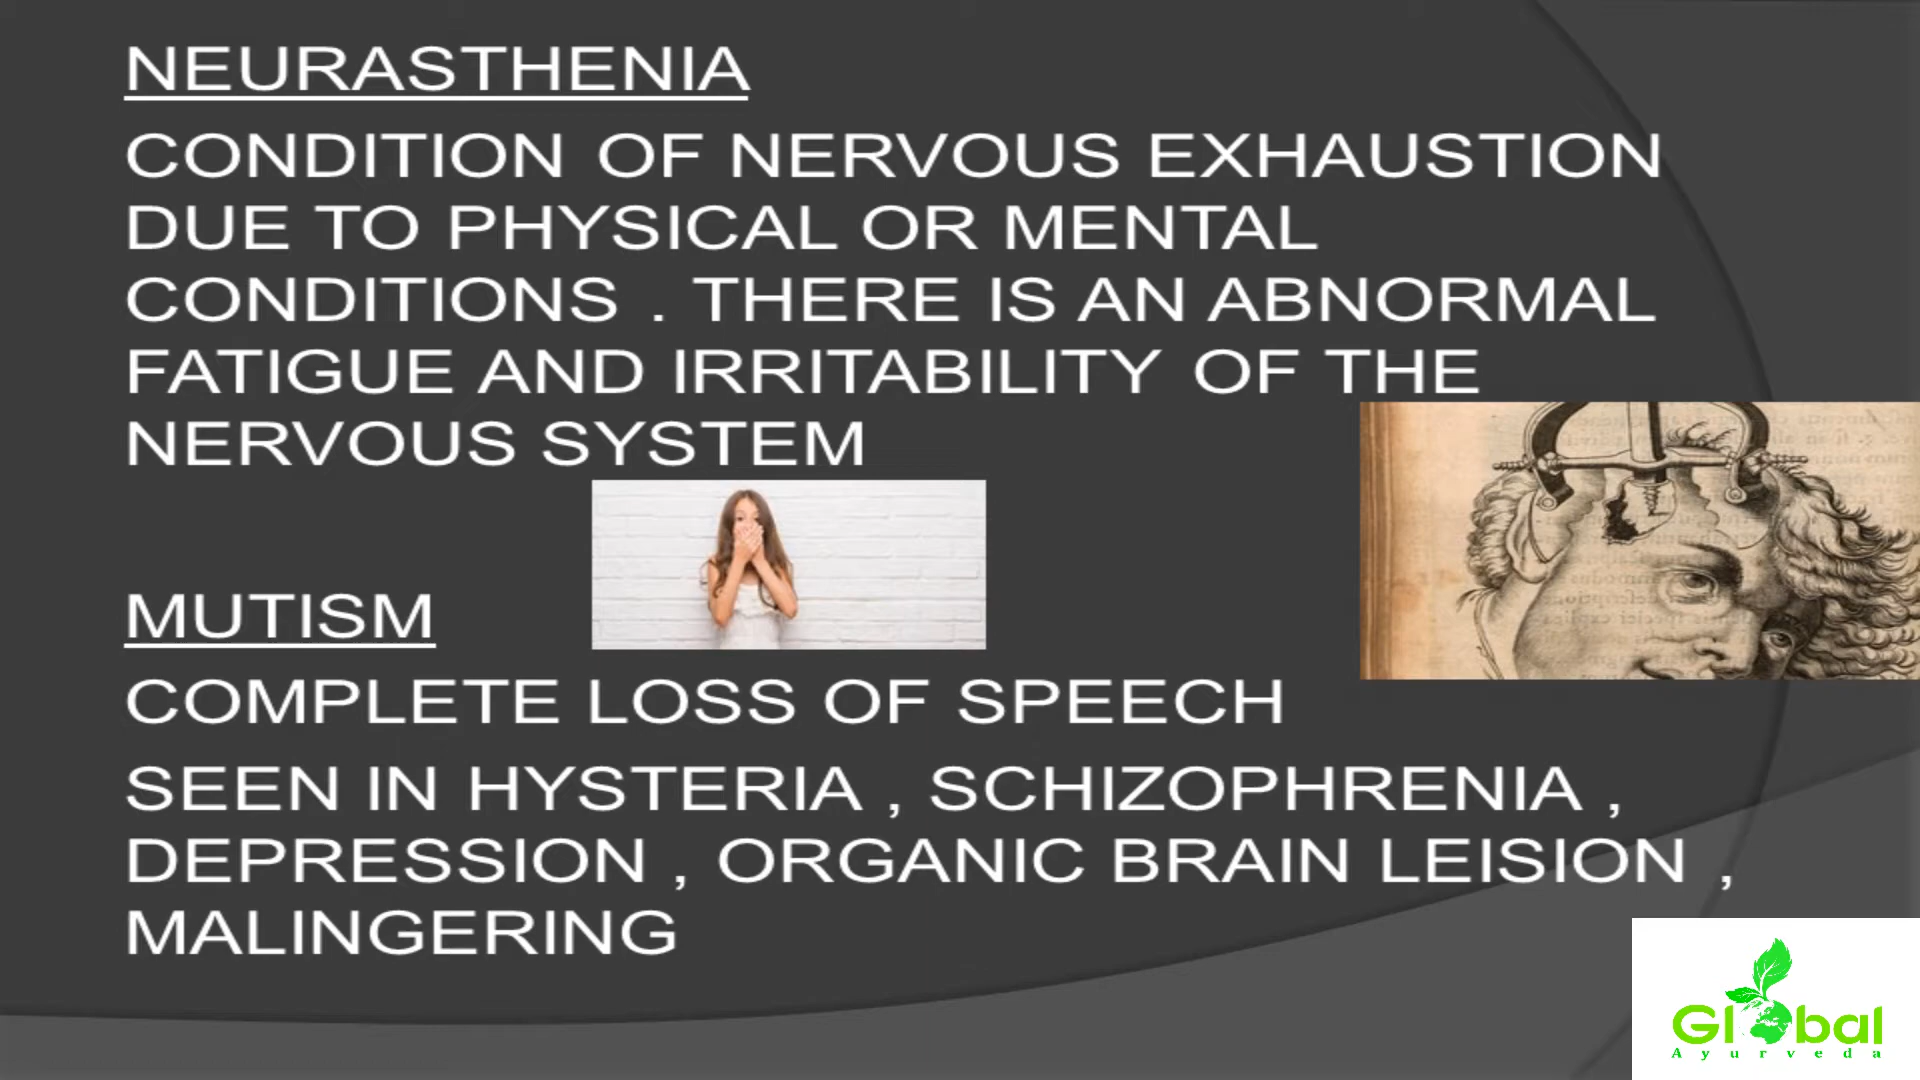 NEURASTHENIA
CONDITION OF NERVOUS EXHAUSTION
DUE TO PHYSICAL OR MENTAL
CONDITIONS . THERE IS AN ABNORMAL
FATIGUE AND IRRITABILITY OF THE
NERVOUS SYSTEM
MUTISM
COMPLETE LOSS OF SPEECH
SEEN IN HYSTERIA , SCHIZOPHRENIA ,
DEPRESSION , ORGANIC BRAIN LEISION ,
MALINGERING
Global
Ayurveda